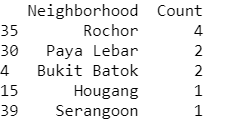 Neighborhood Count
35 Rochor 4
30 Paya Lebar 2
4 Bukit Batok 2
15 Hougang 1
39 Serangoon 1